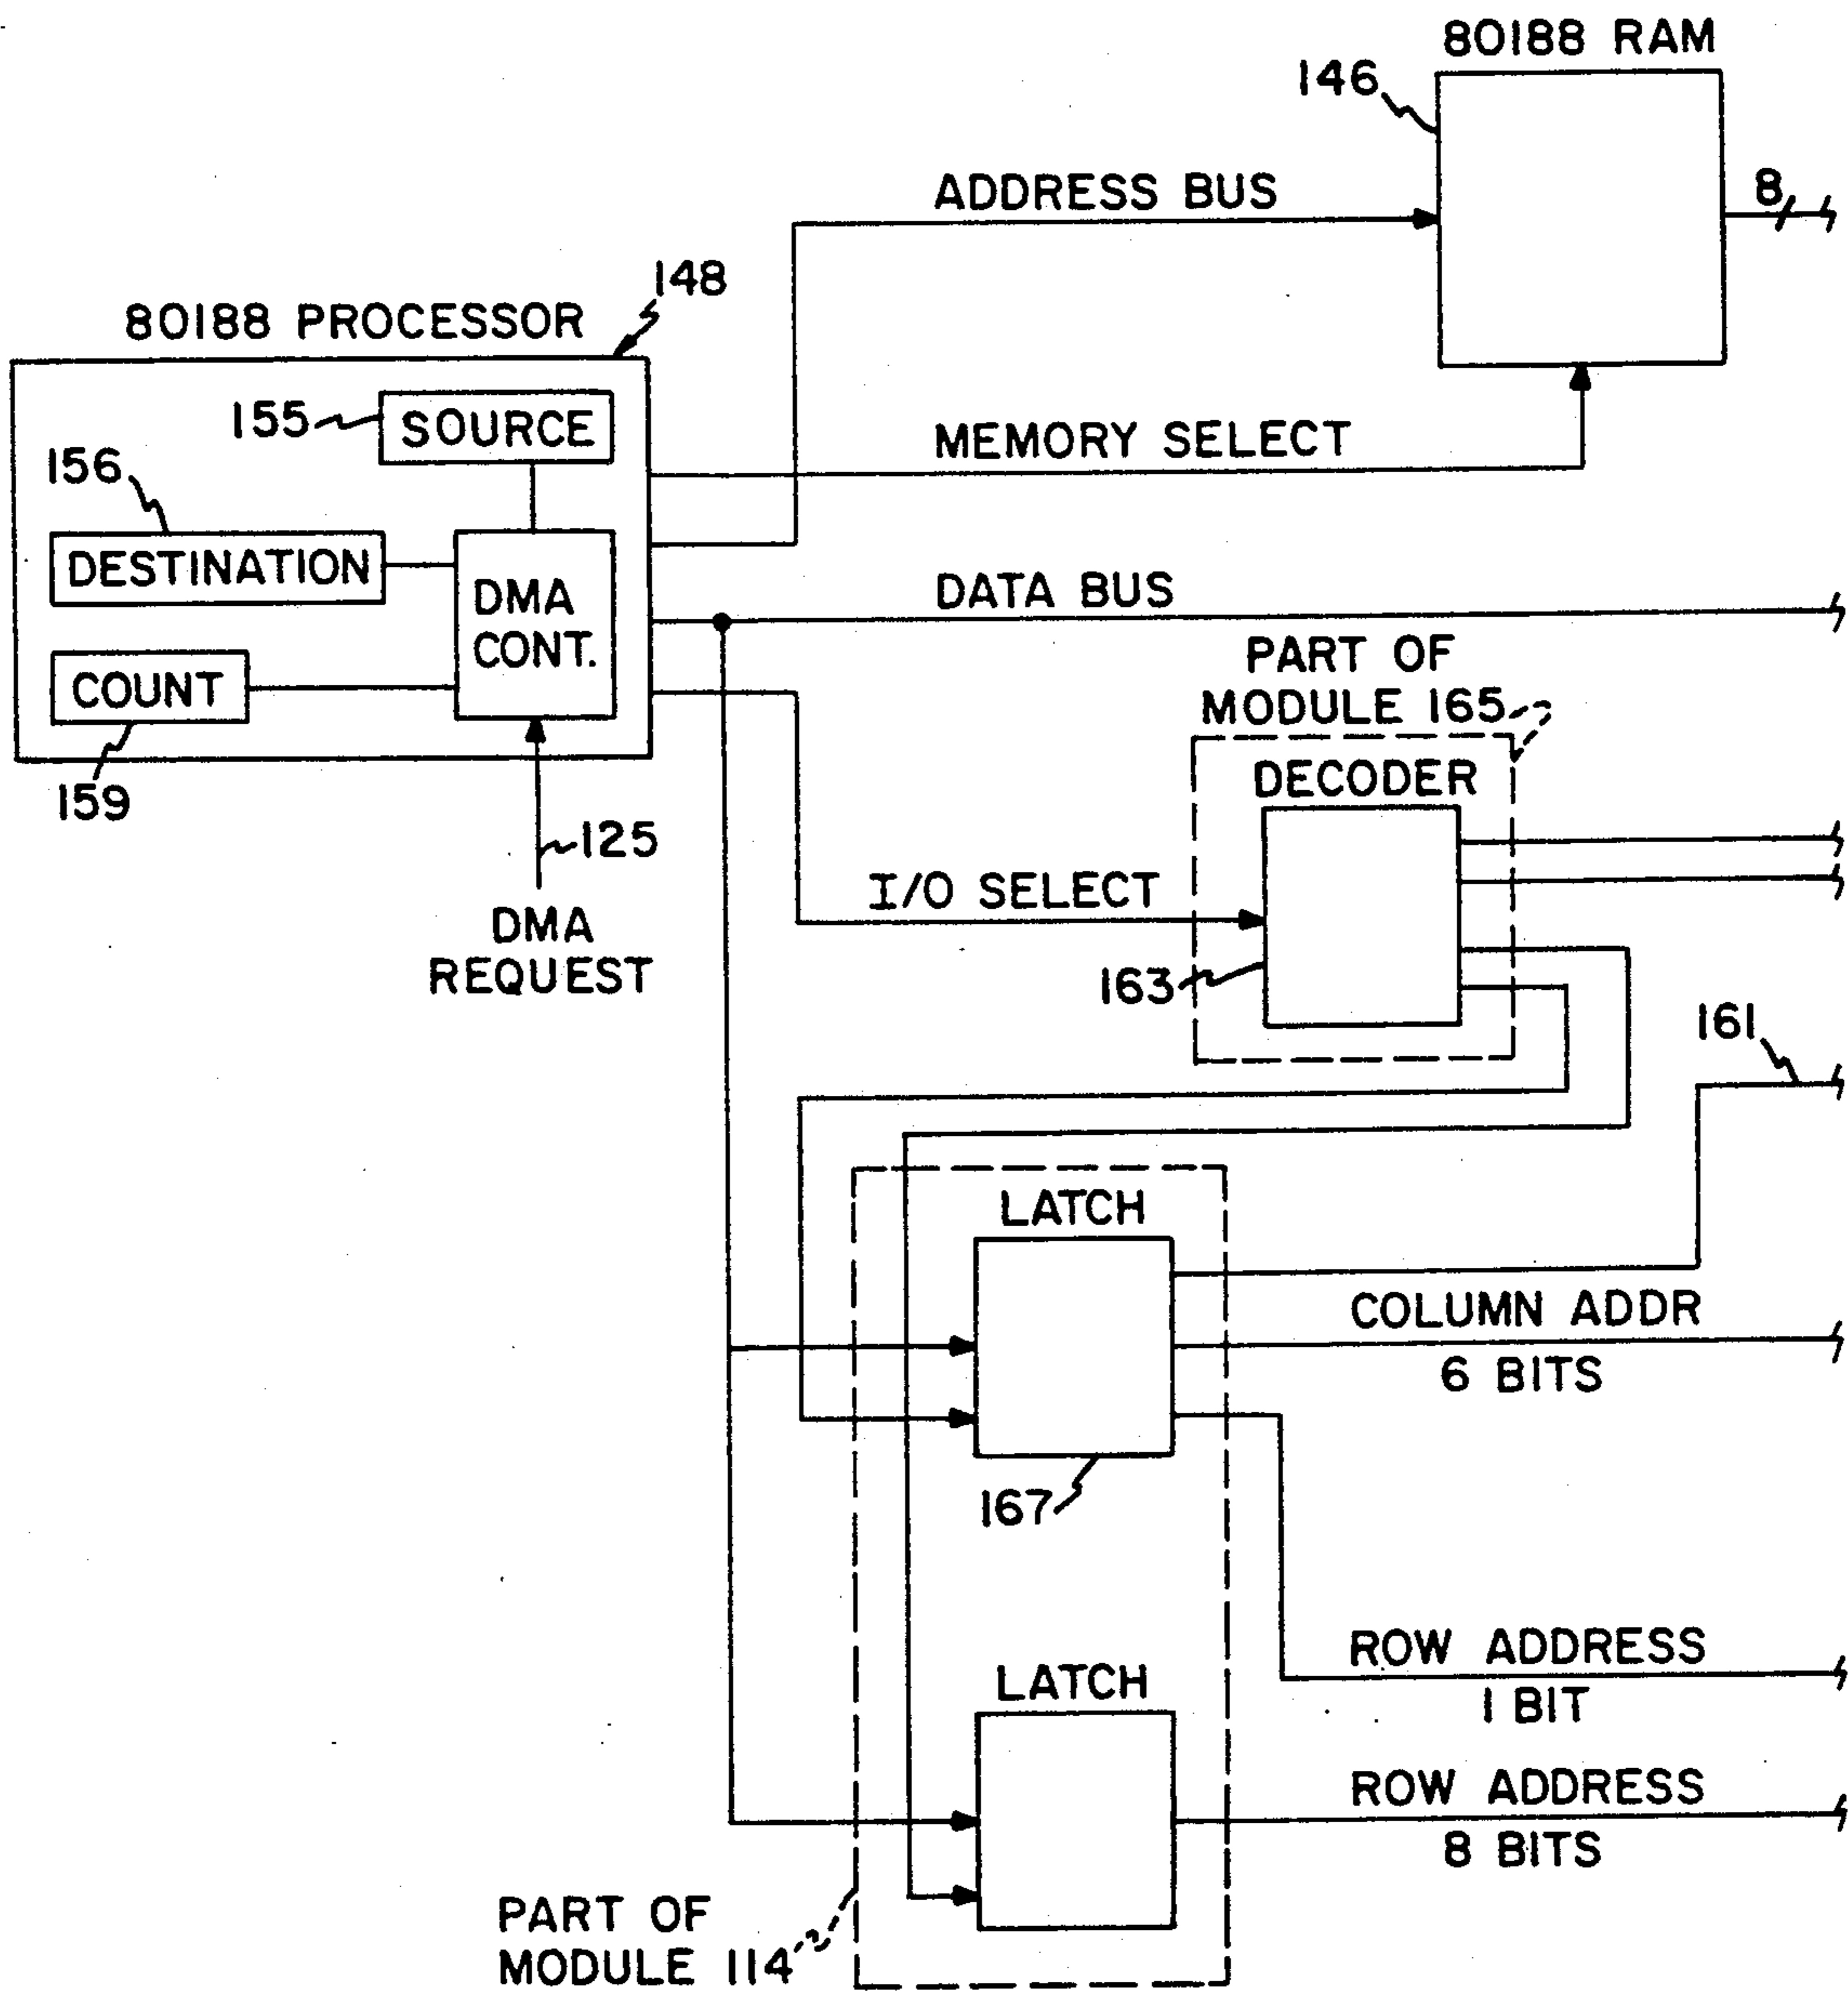 80188 RAM
146
ADDRESS BUS
8
148
80188 PROCESSOR
155
SOURCE
MEMORY SELECT
156
DESTINATION
DMA
CONT.
DATA BUS
COUNT
159
125
DMA
REQUEST
PART OF
MODULE 165
DECODER
I/O SELECT
163
161
LATCH
COLUMN ADDR
6 BITS
167
ROW ADDRESS
1 BIT
LATCH
ROW ADDRESS
8 BITS
PART OF
MODULE 114